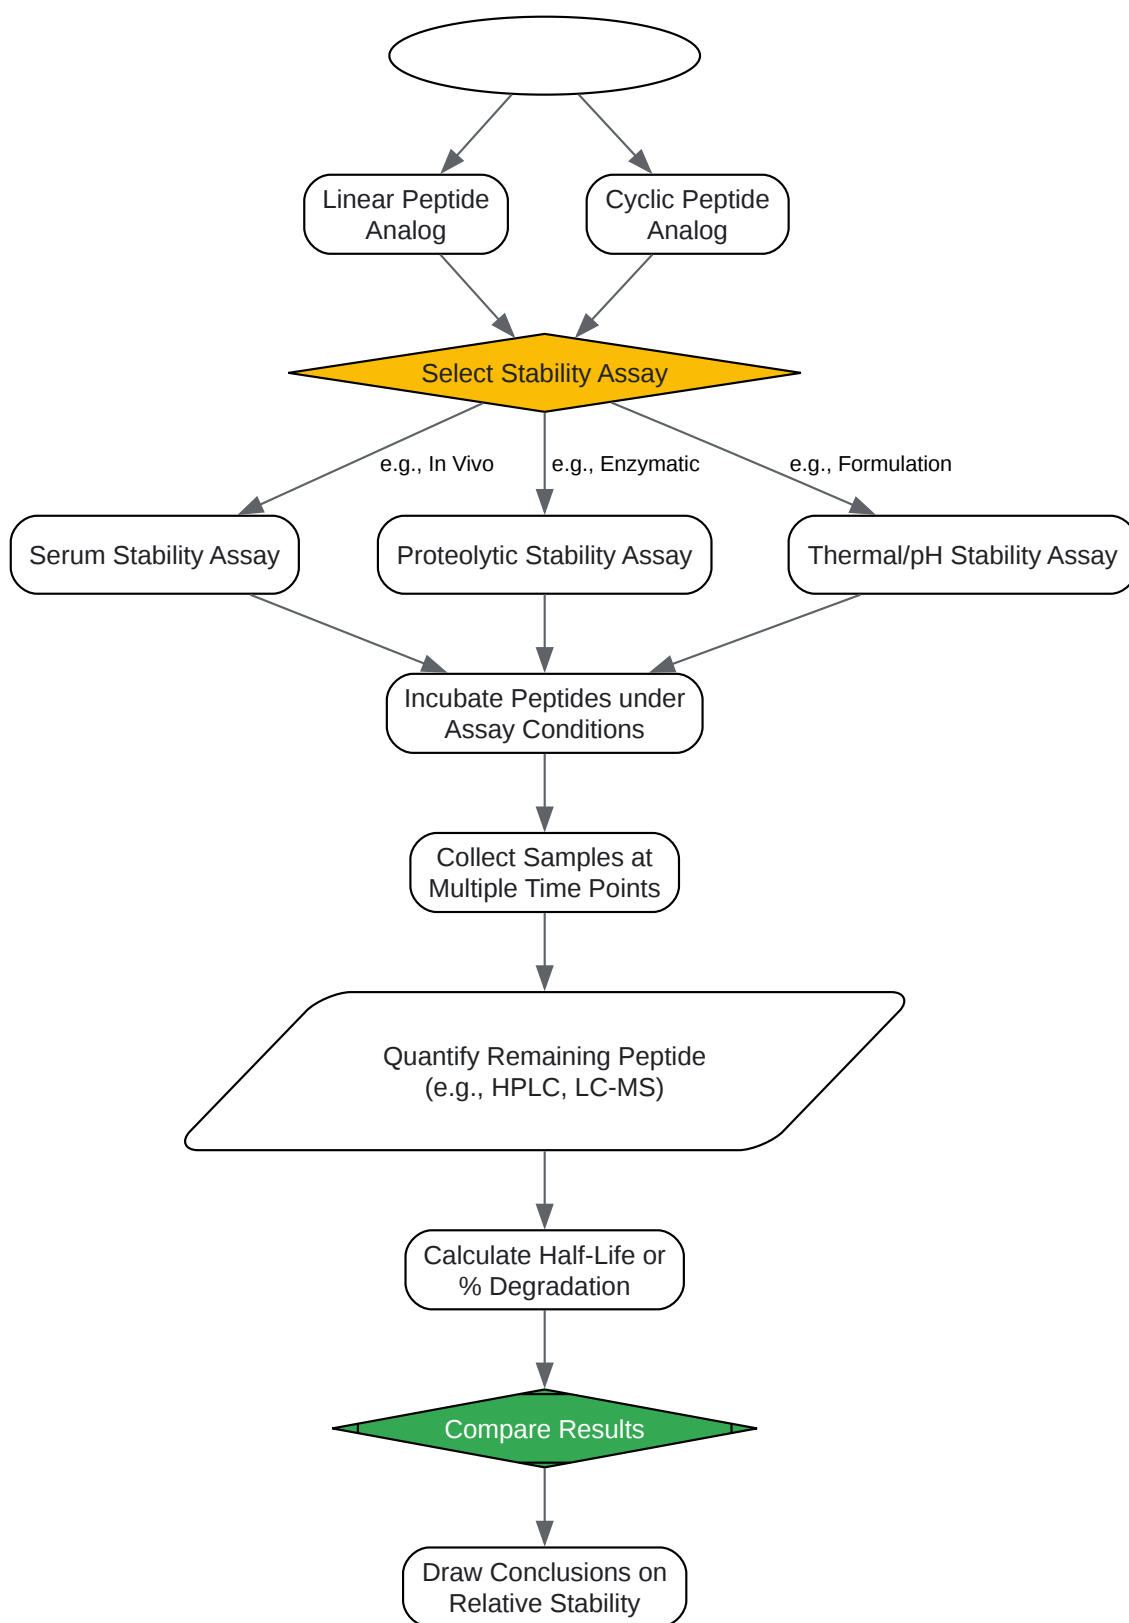 Linear Peptide
Analog
Cyclic Peptide
Analog
Select Stability Assay
e.g., In Vivo
e.g., Enzymatic
e.g., Formulation
Serum Stability Assay
Proteolytic Stability Assay
Thermal/pH Stability Assay
Incubate Peptides under
Assay Conditions
Collect Samples at
Multiple Time Points
Quantify Remaining Peptide
(e.g., HPLC, LC-MS)
Calculate Half-Life or
% Degradation
Compare Results
Draw Conclusions on
Relative Stability